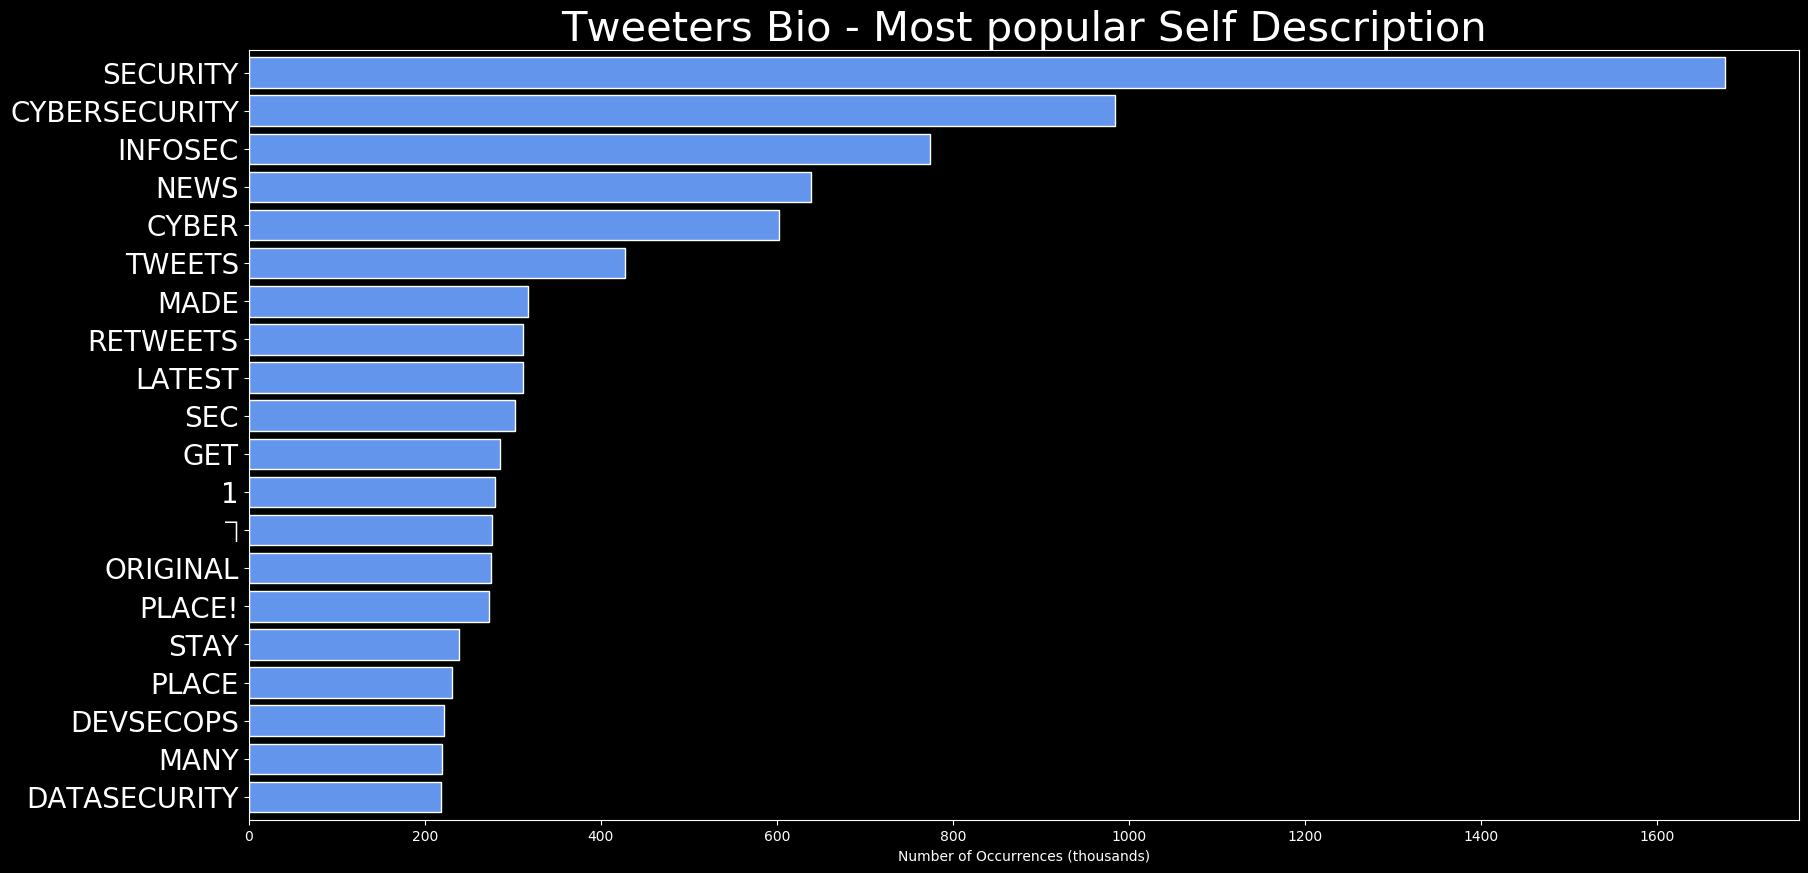 Tweeters Bio - Most popular Self Description
SECURITY
CYBERSECURITY
INFOSEC
NEWS
CYBER
TWEETS
MADE
RETWEETS
LATEST
SEC
GET
1
ORIGINAL
PLACE!
STAY
PLACE
DEVSECOPS
MANY
DATASECURITY
0 200 400 600 800 1000 1200 1400 1600
Number of Occurrences (thousands)